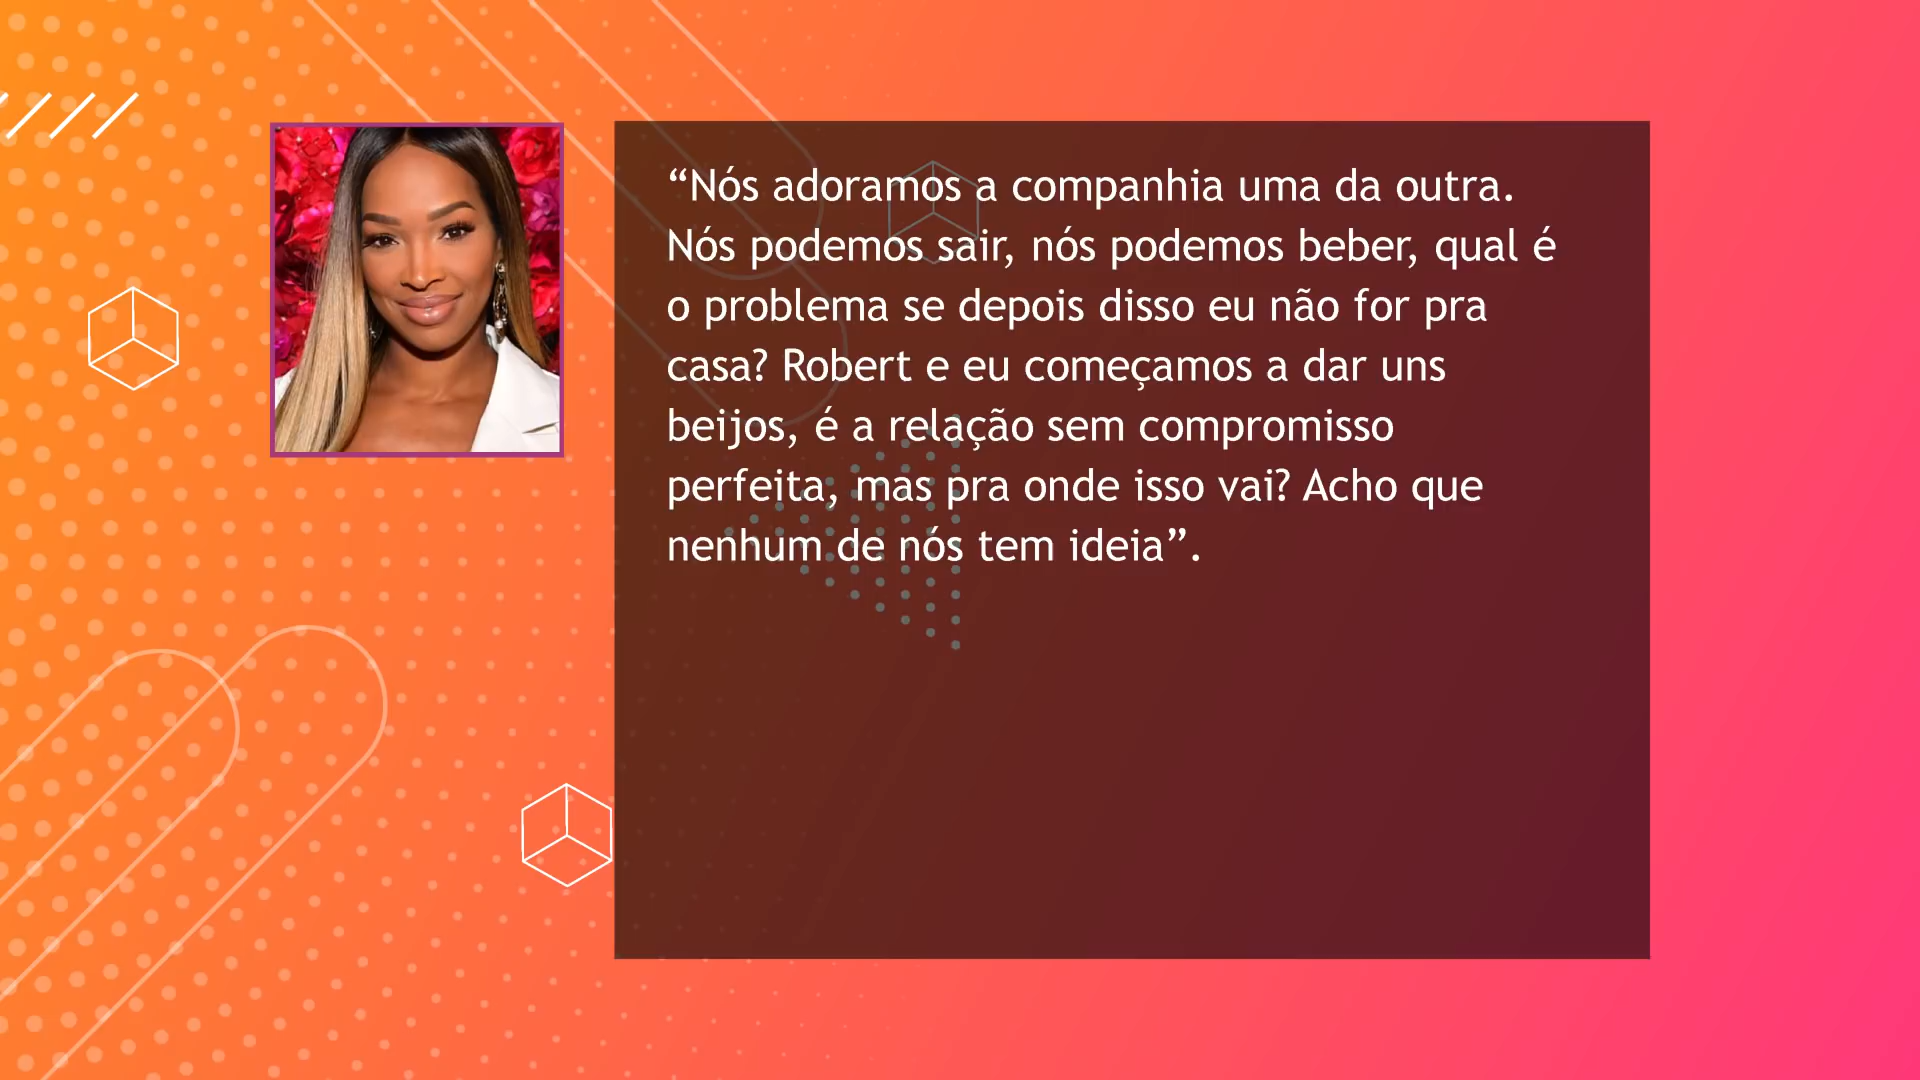 “Nós adoramos a companhia uma da outra.
Nós podemos sair, nós podemos beber, qual é
o problema se depois disso eu não for pra
casa? Robert e eu começamos a dar uns
beijos, é a relação sem compromisso
perfeita, mas pra onde isso vai? Acho que
nenhum de nós tem ideia”.